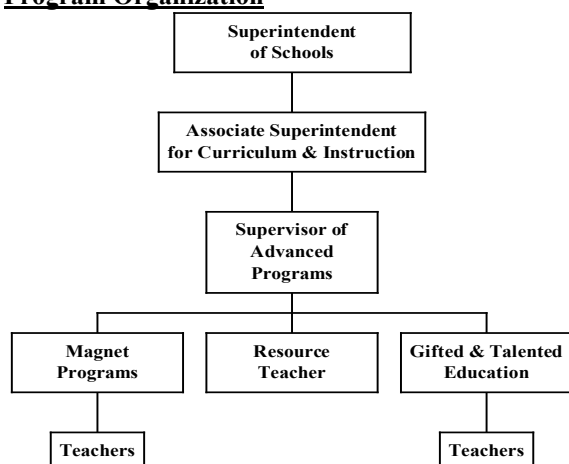 Program Organization
Superintendent
of Schools
Associate Superintendent
for Curriculum & Instruction
Supervisor of
Advanced
Programs
Magnet
Programs
Resource
Teacher
Gifted & Talented
Education
Teachers
Teachers